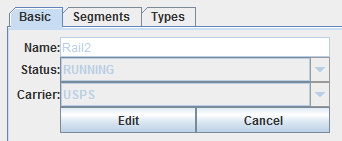 Basic Segments Types
Name: Rail2
Status: RUNNING
Carrier: USPS
Edit Cancel